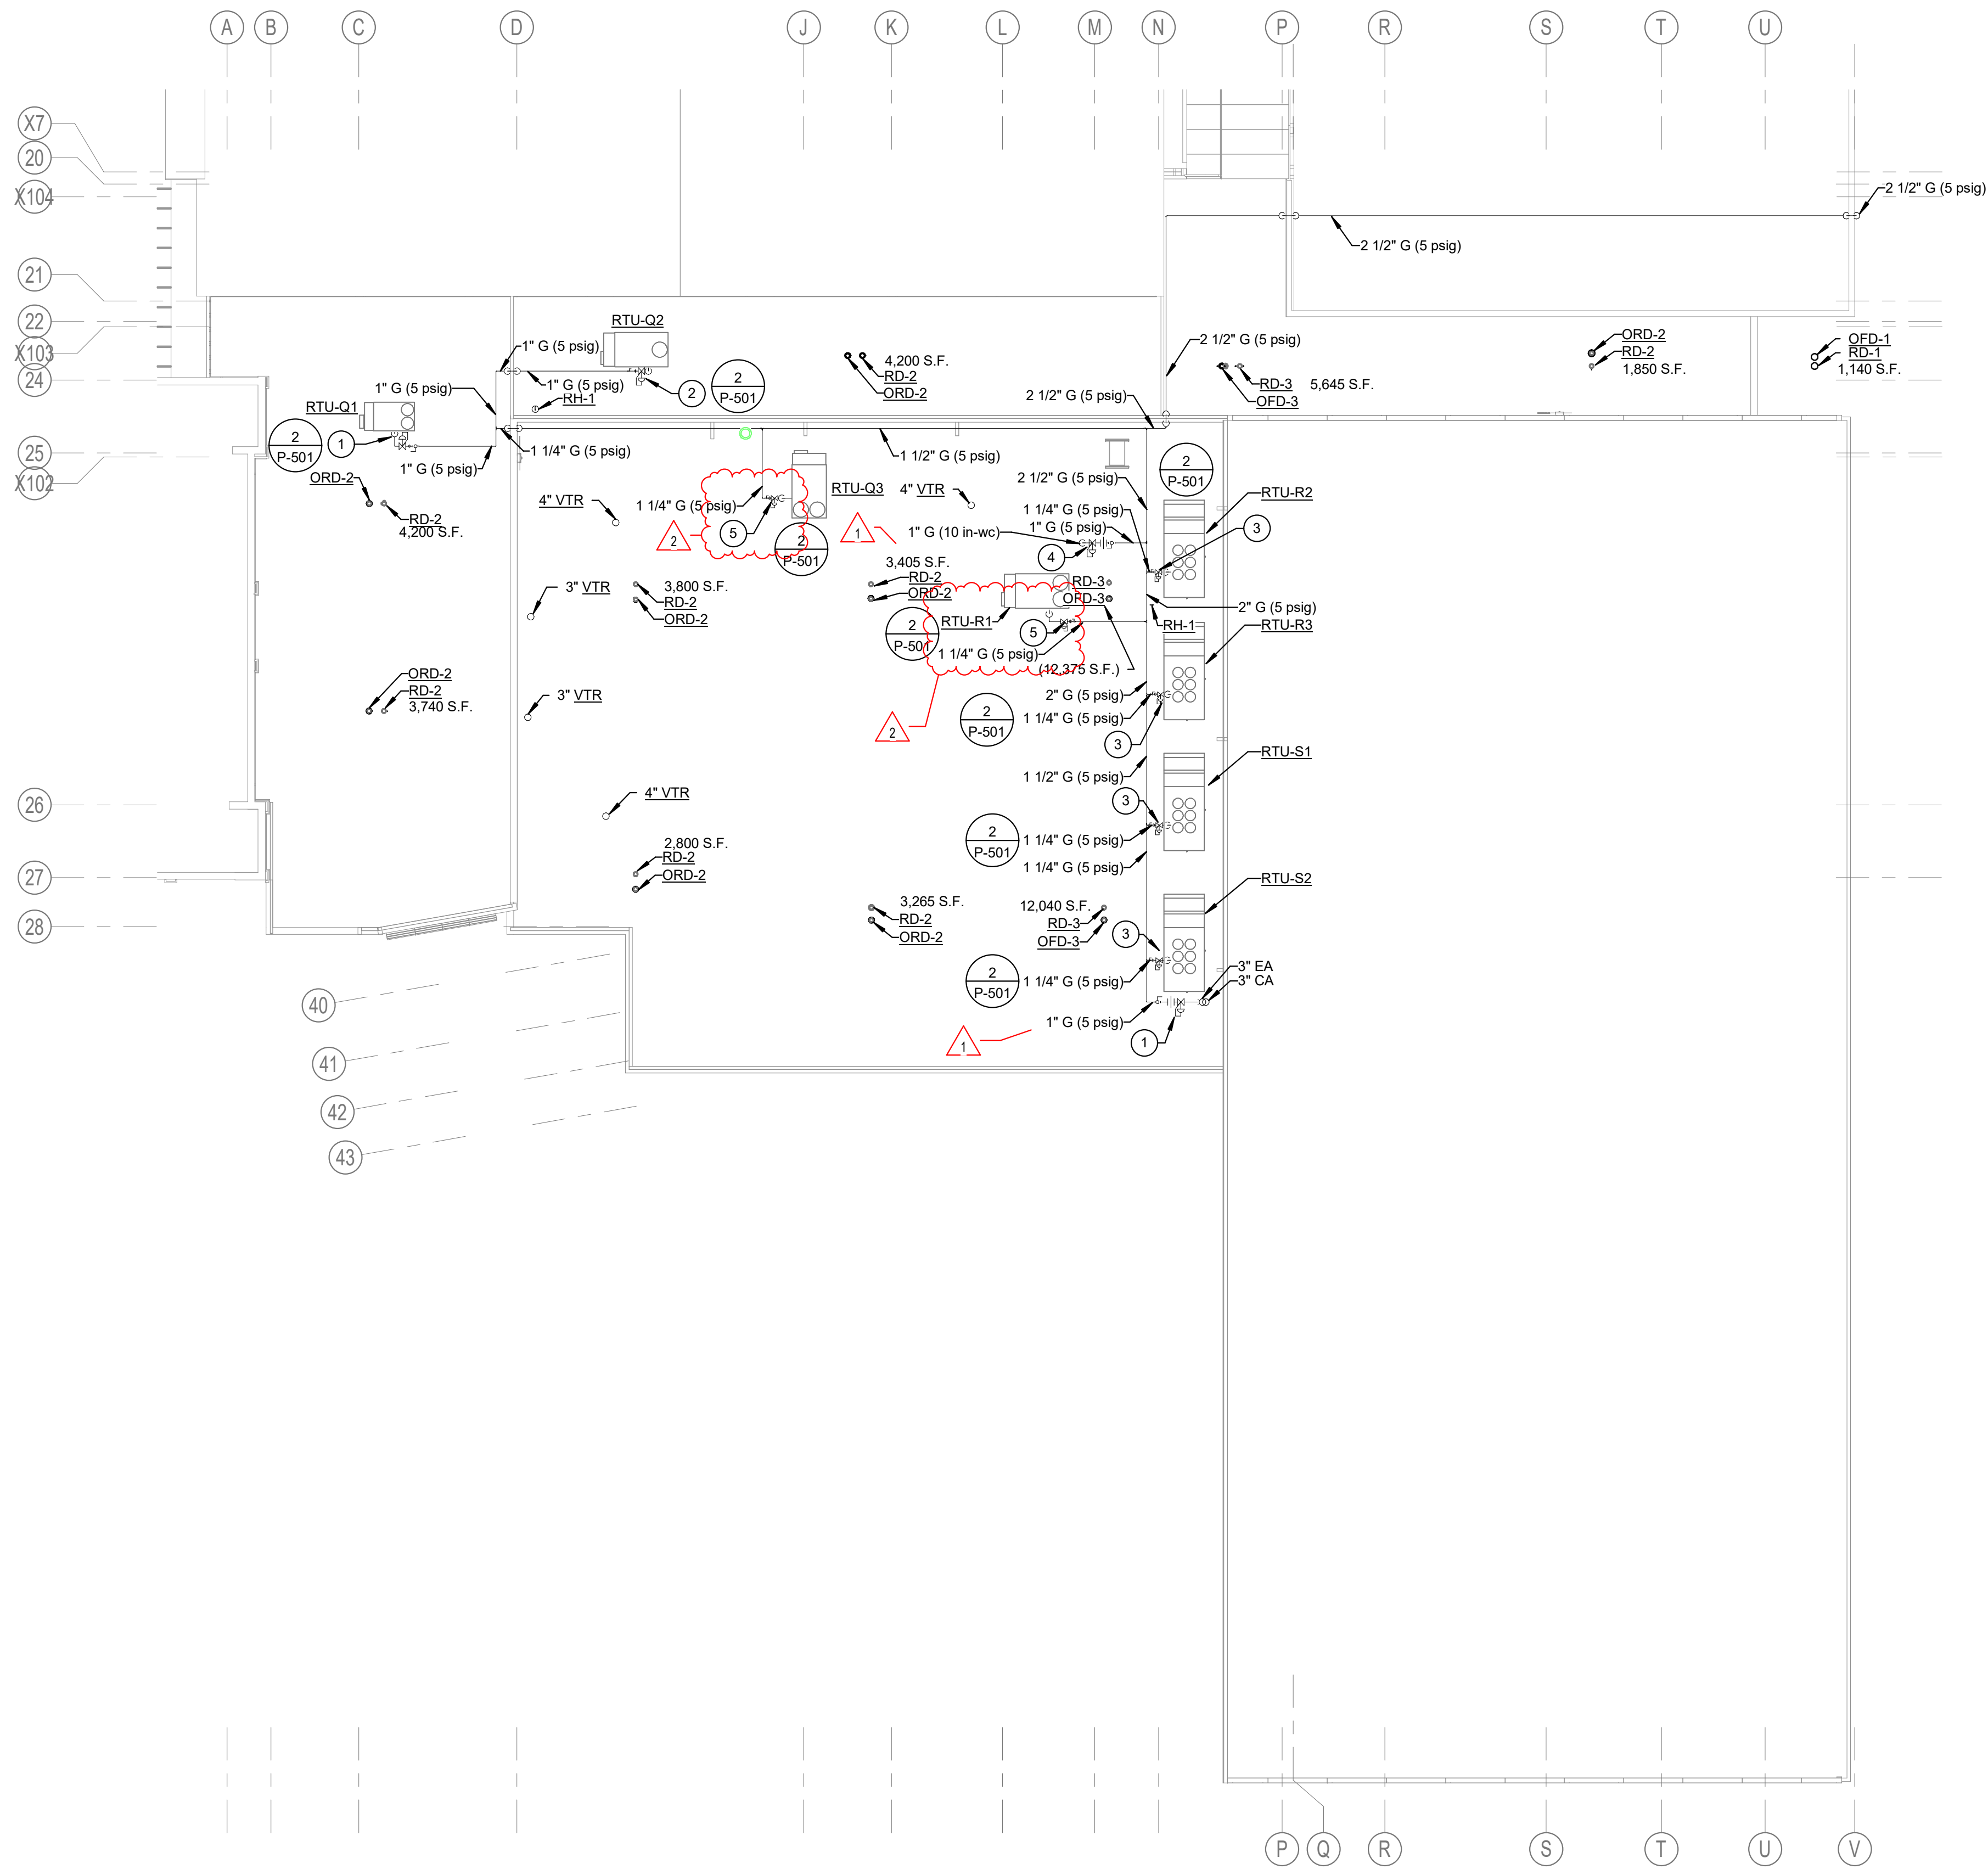 A
B
C
D
J
K
L
M
N
P
R
S
T
U
X7
20
X104
21
22
X103
24
25
X102
26
27
28
40
41
42
43
2 1/2" G (5 psig)
2 1/2" G (5 psig)
RTU-Q2
1" G (5 psig)
1" G (5 psig)
1" G (5 psig)
RH-1
2
2
P-501
4,200 S.F.
RD-2
ORD-2
2 1/2" G (5 psig)
2 1/2" G (5 psig)
RD-3 5,645 S.F.
OFD-3
ORD-2
RD-2
1,850 S.F.
OFD-1
RD-1
1,140 S.F.
RTU-Q1
2
P-501
1
1" G (5 psig)
1 1/4" G (5 psig)
1 1/2" G (5 psig)
ORD-2
RD-2
4,200 S.F.
4" VTR
1 1/4" G (5 psig)
RTU-Q3
4" VTR
2
5
2
P-501
1
2 1/2" G (5 psig)
2
P-501
RTU-R2
1 1/4" G (5 psig)
1" G (10 in-wc)
1" G (5 psig)
3
4
3" VTR
3,800 S.F.
RD-2
ORD-2
3,405 S.F.
RD-2
ORD-2
RD-3
OFD-3
2
P-501
RTU-R1
5
1 1/4" G (5 psig)
(12,375 S.F.)
2" G (5 psig)
RH-1
RTU-R3
ORD-2
RD-2
3,740 S.F.
3" VTR
2
2
P-501
2" G (5 psig)
1 1/4" G (5 psig)
3
RTU-S1
1 1/2" G (5 psig)
3
4" VTR
2
P-501
1 1/4" G (5 psig)
1 1/4" G (5 psig)
2,800 S.F.
RD-2
ORD-2
RTU-S2
3,265 S.F.
RD-2
ORD-2
12,040 S.F.
RD-3
OFD-3
3
2
P-501
1 1/4" G (5 psig)
3" EA
3" CA
1" G (5 psig)
1
1
P
Q
R
S
T
U
V